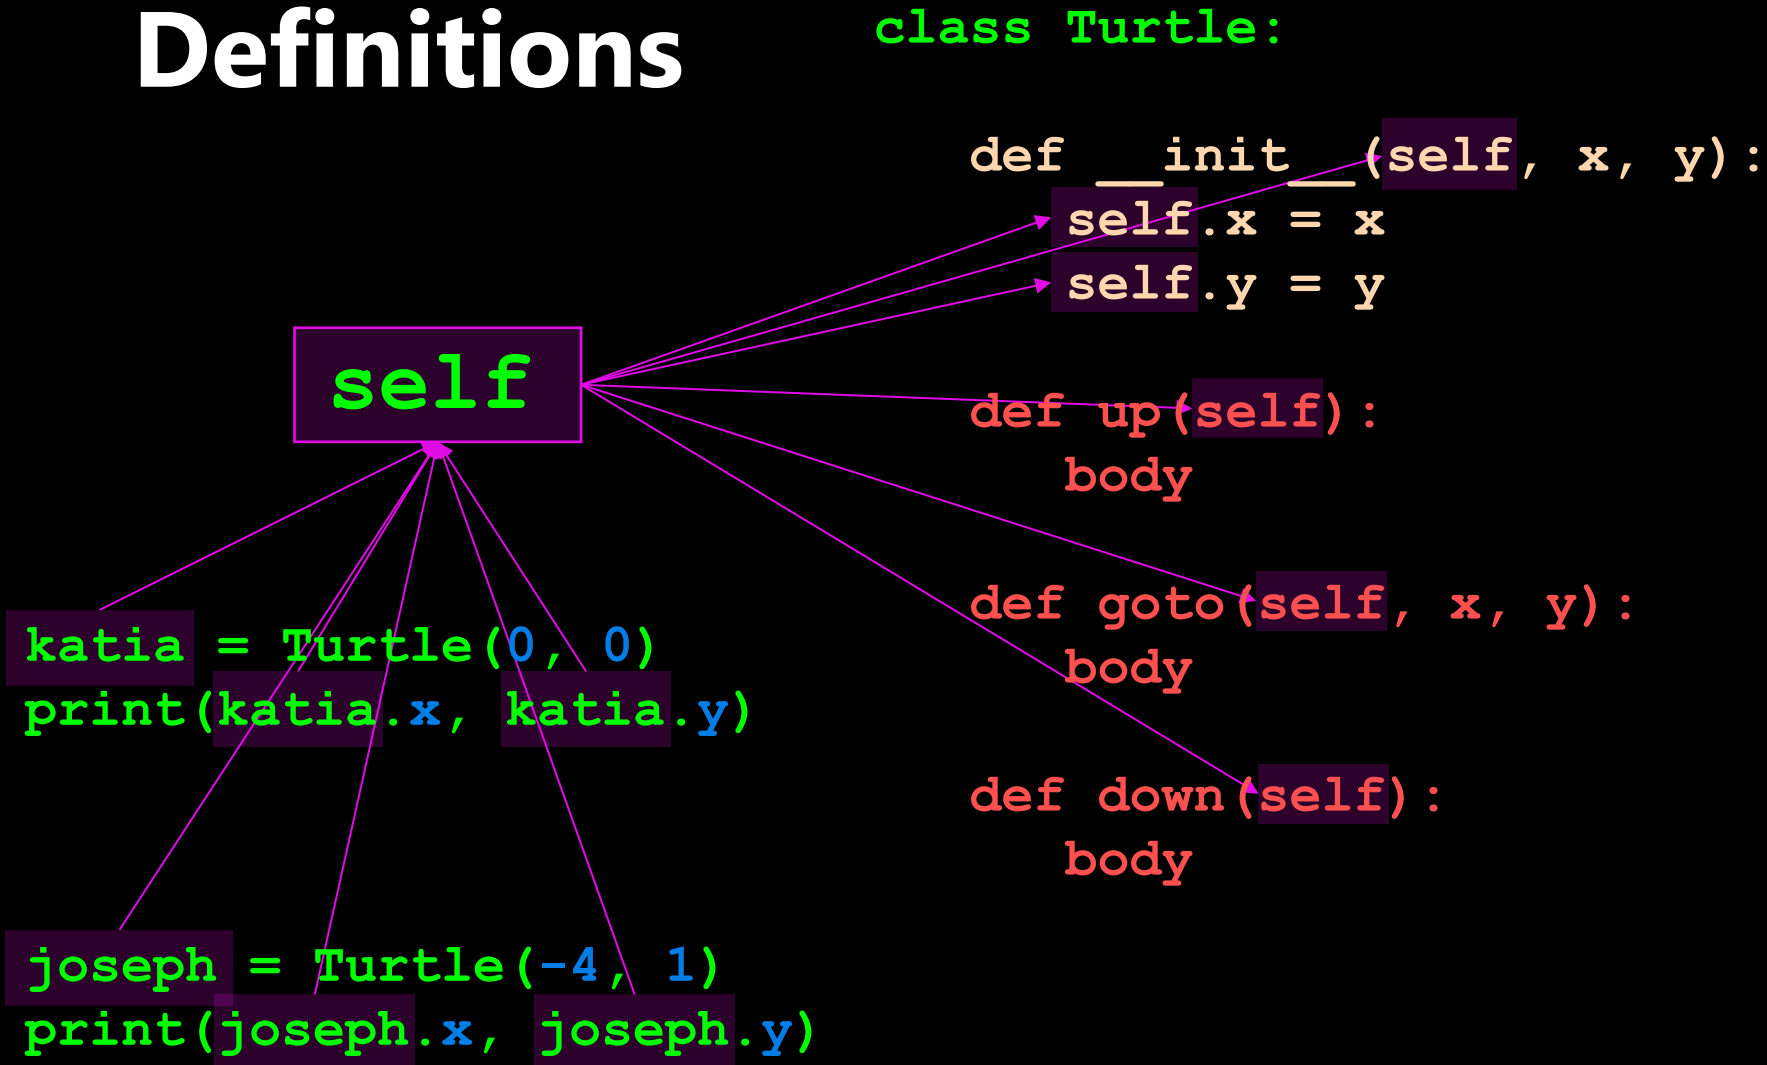 Definitions
class Turtle:
def __init__(self, x, y):
self.x = x
self.y = y
self
def up(self):
body
def goto(self, x, y):
body
def down(self):
body
katia = Turtle(0, 0)
print(katia.x, katia.y)
joseph = Turtle(-4, 1)
print(joseph.x, joseph.y)